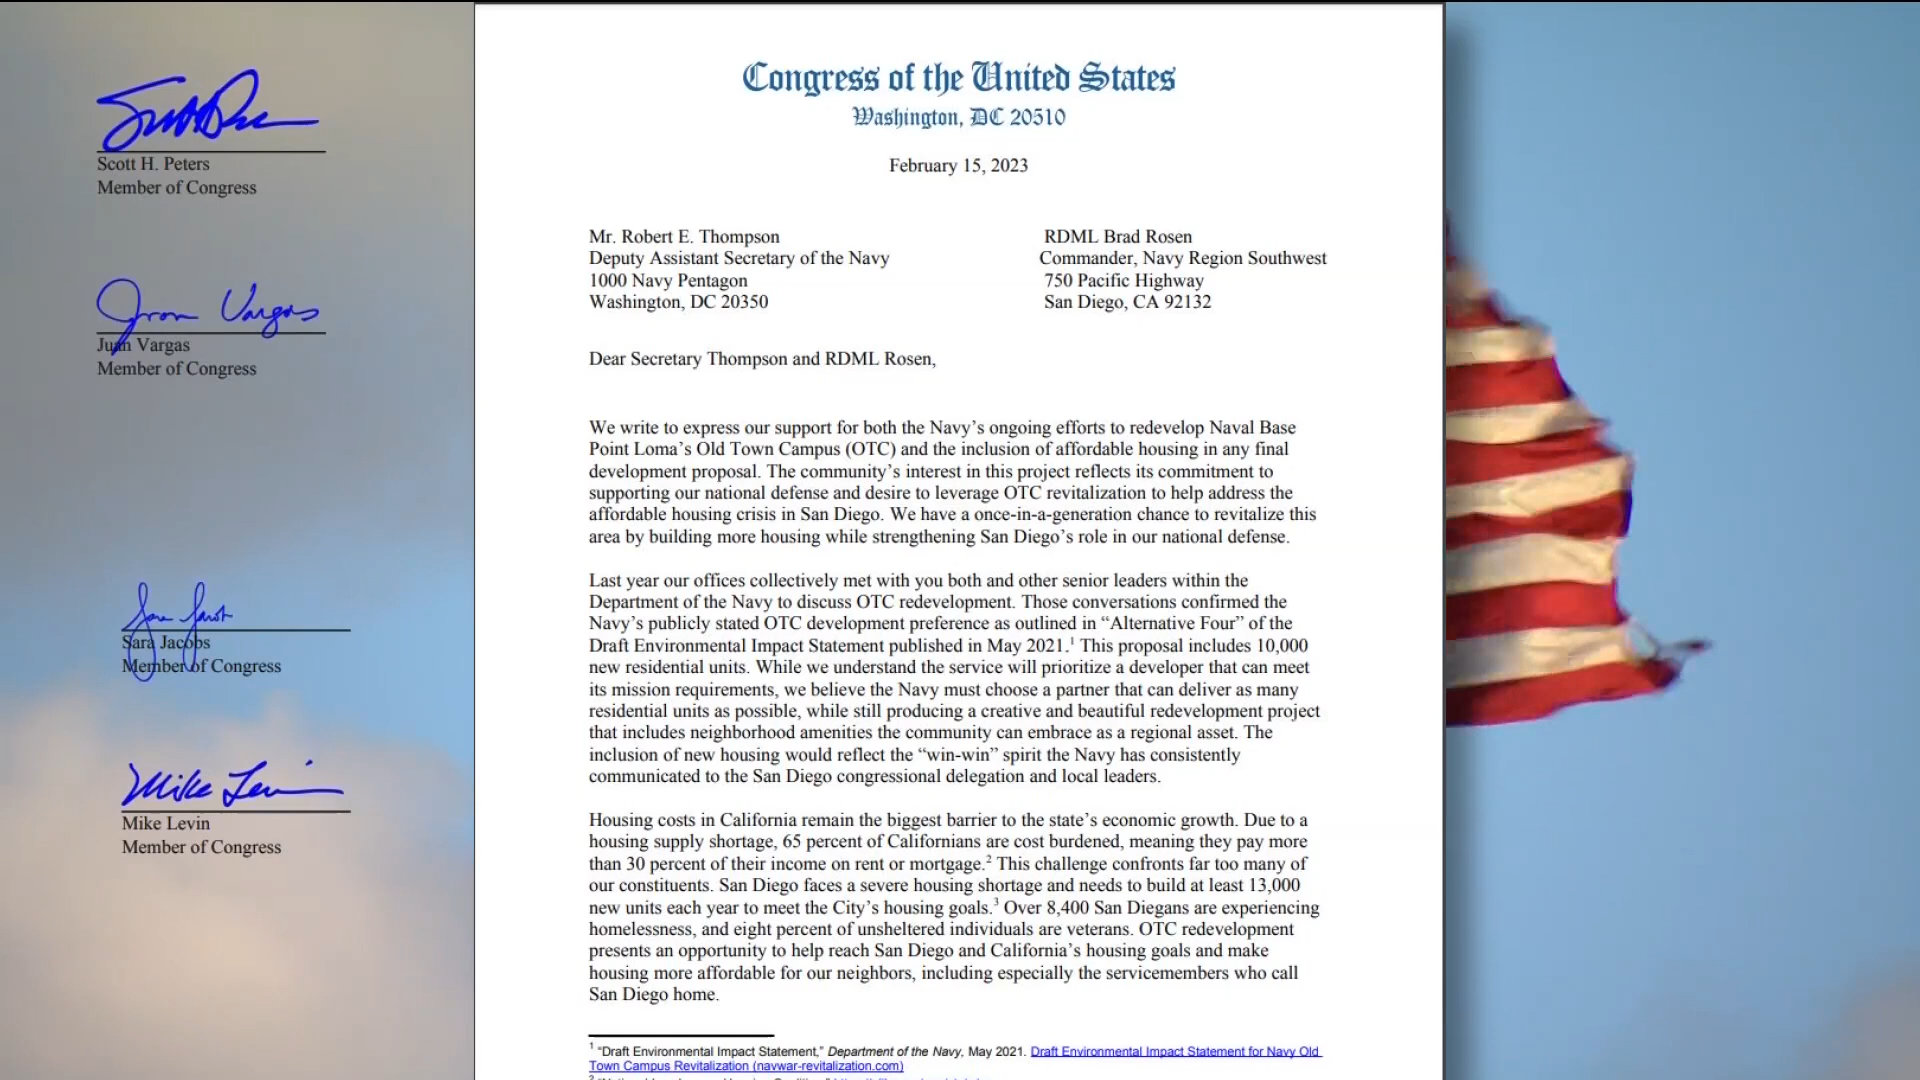 Scott H. Peters
Member of Congress
Juan Vargas
Juan Vargas
Member of Congress
Sara Jacobs
Member of Congress
Mike Levin
Mike Levin
Member of Congress
Congress of the United States
Washington, DC 20510
February 15, 2023
Mr. Robert E. Thompson
Deputy Assistant Secretary of the Navy
1000 Navy Pentagon
Washington, DC 20350
RDML Brad Rosen
Commander, Navy Region Southwest
750 Pacific Highway
San Diego, CA 92132
Dear Secretary Thompson and RDML Rosen,
We write to express our support for both the Navy’s ongoing efforts to redevelop Naval Base
Point Loma’s Old Town Campus (OTC) and the inclusion of affordable housing in any final
development proposal. The community’s interest in this project reflects its commitment to
supporting our national defense and desire to leverage OTC revitalization to help address the
affordable housing crisis in San Diego. We have a once-in-a-generation chance to revitalize this
area by building more housing while strengthening San Diego’s role in our national defense.
Last year our offices collectively met with you both and other senior leaders within the
Department of the Navy to discuss OTC redevelopment. Those conversations confirmed the
Navy’s publicly stated OTC development preference as outlined in “Alternative Four” of the
Draft Environmental Impact Statement published in May 2021.1 This proposal includes 10,000
new residential units. While we understand the service will prioritize a developer that can meet
its mission requirements, we believe the Navy must choose a partner that can deliver as many
residential units as possible, while still producing a creative and beautiful redevelopment project
that includes neighborhood amenities the community can embrace as a regional asset. The
inclusion of new housing would reflect the “win-win” spirit the Navy has consistently
communicated to the San Diego congressional delegation and local leaders.
Housing costs in California remain the biggest barrier to the state’s economic growth. Due to a
housing supply shortage, 65 percent of Californians are cost burdened, meaning they pay more
than 30 percent of their income on rent or mortgage.2 This challenge confronts far too many of
our constituents. San Diego faces a severe housing shortage and needs to build at least 13,000
new units each year to meet the City’s housing goals.3 Over 8,400 San Diegans are experiencing
homelessness, and eight percent of unsheltered individuals are veterans. OTC redevelopment
presents an opportunity to help reach San Diego and California’s housing goals and make
housing more affordable for our neighbors, including especially the servicemembers who call
San Diego home.
1 “Draft Environmental Impact Statement,” Department of the Navy, May 2021. Draft Environmental Impact Statement for Navy Old
Town Campus Revitalization (navwar-revitalization.com)